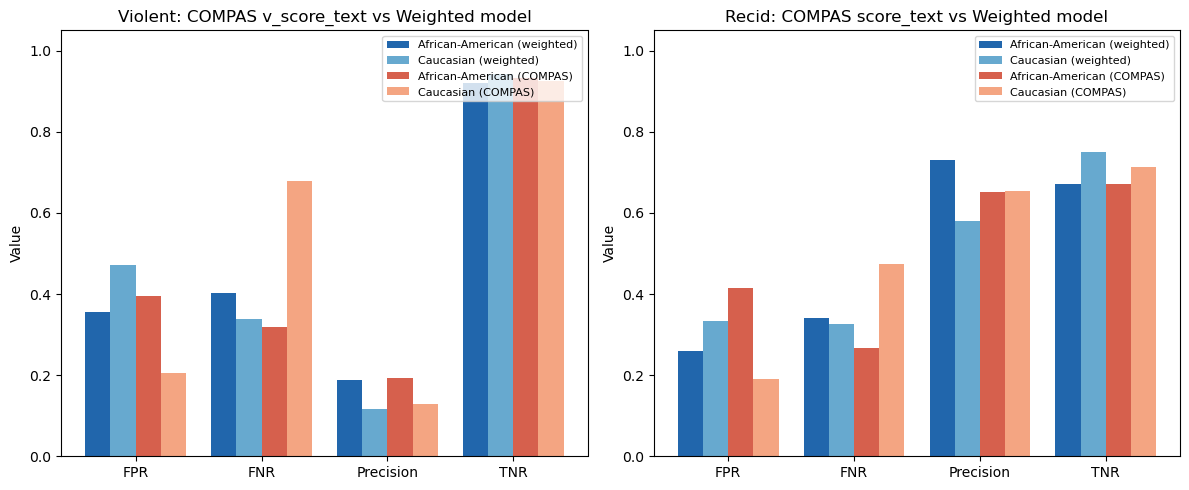 Violent: COMPAS v_score_text vs Weighted model
African-American (weighted)
Caucasian (weighted)
African-American (COMPAS)
Caucasian (COMPAS)
Value
1.0
0.8
0.6
0.4
0.2
0.0
FPR FNR Precision TNR
Recid: COMPAS score_text vs Weighted model
African-American (weighted)
Caucasian (weighted)
African-American (COMPAS)
Caucasian (COMPAS)
Value
1.0
0.8
0.6
0.4
0.2
0.0
FPR FNR Precision TNR